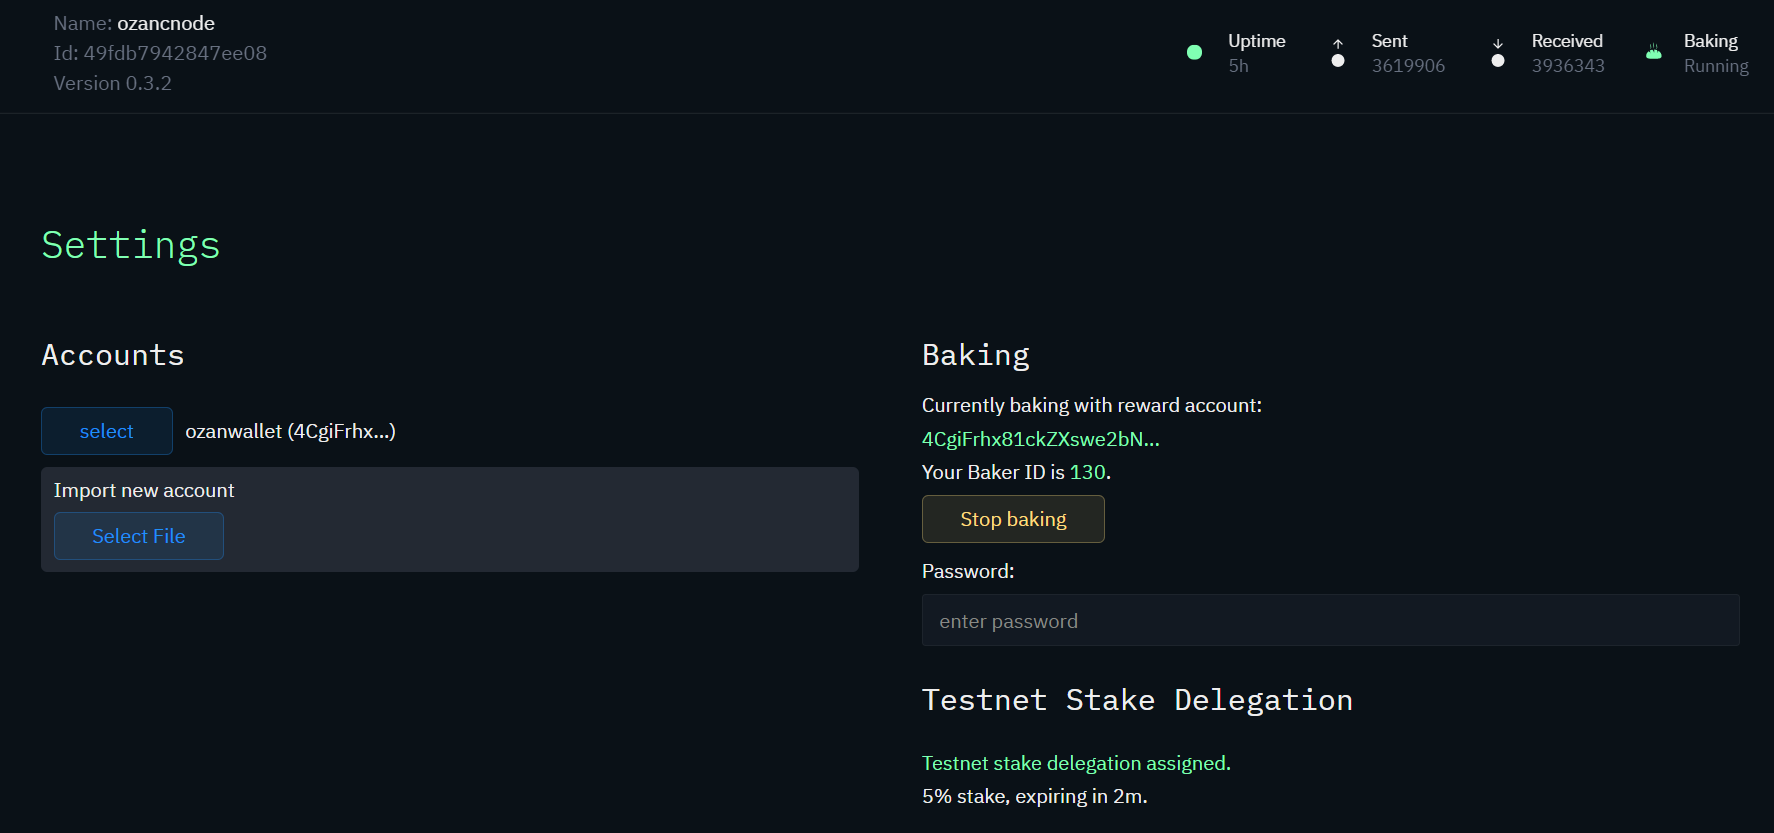 Name: ozancnode
Id: 49fdb7942847ee08
Version 0.3.2
Uptime
5h
Sent
3619906
Received
3936343
Baking
Running
Settings
Accounts
select ozanwallet (4CgiFrhx...)
Import new account
Select File
Baking
Currently baking with reward account:
4CgiFrhx81ckZXswe2bN...
Your Baker ID is 130.
Stop baking
Password:
enter password
Testnet Stake Delegation
Testnet stake delegation assigned.
5% stake, expiring in 2m.